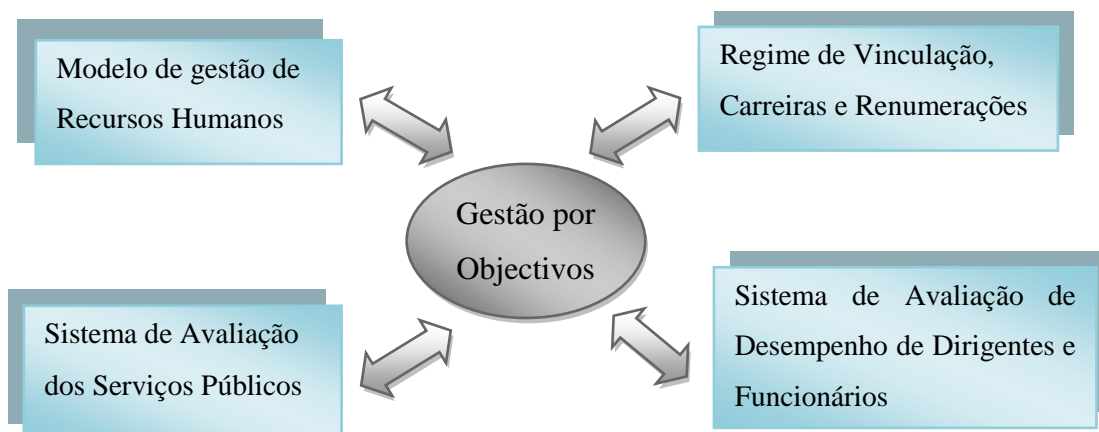 Modelo de gestão de
Recursos Humanos
Regime de Vinculação,
Carreiras e Renumerações
Gestão por
Objectivos
Sistema de Avaliação
dos Serviços Públicos
Sistema de Avaliação de
Desempenho de Dirigentes e
Funcionários